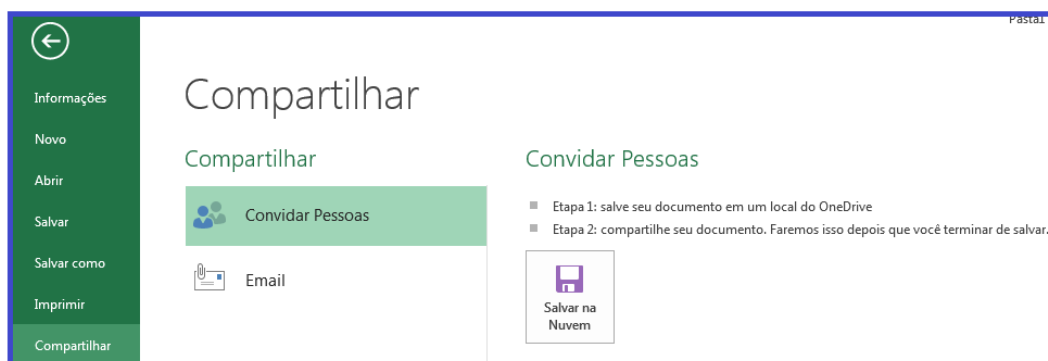 Pasta1
Informações
Novo
Abrir
Salvar
Salvar como
Imprimir
Compartilhar
Compartilhar
Compartilhar
Convidar Pessoas
Email
Convidar Pessoas
Etapa 1: salve seu documento em um local do OneDrive
Etapa 2: compartilhe seu documento. Faremos isso depois que você terminar de salvar.
Salvar na
Nuvem